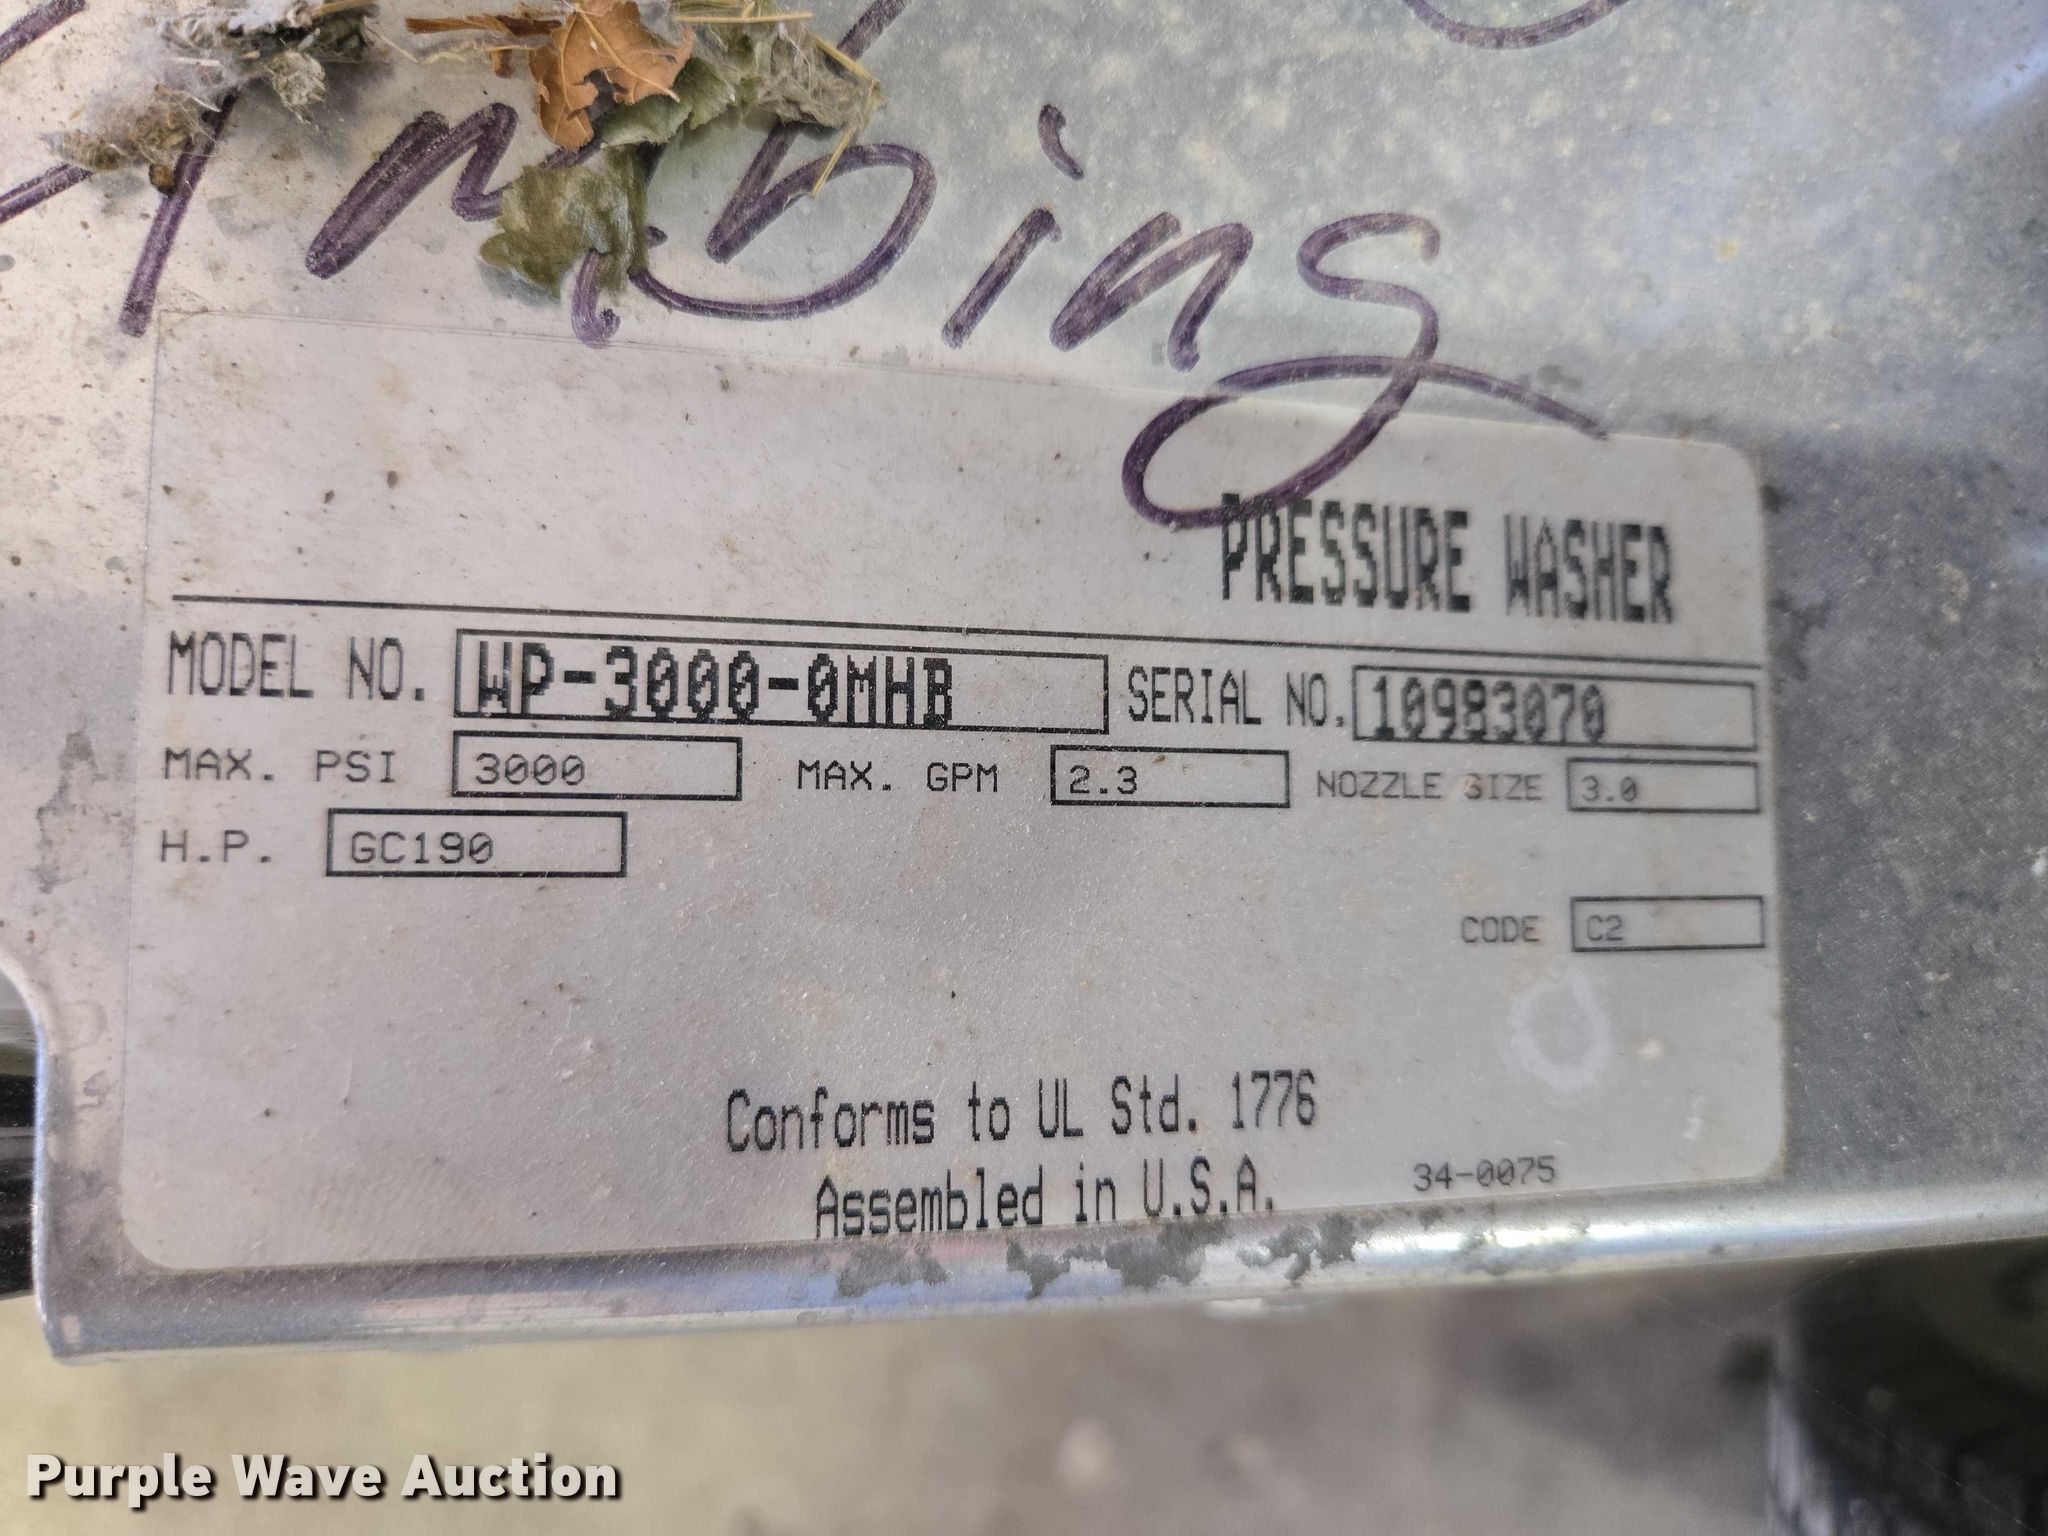 PRESSURE WASHER
MODEL NO. WP-3000-0MHB SERIAL NO. 10983070
MAX. PSI 3000 MAX. GPM 2.3 NOZZLE SIZE 3.0
H.P. GC190
CODE C2
Conforms to UL Std. 1776
Assembled in U.S.A. 34-0075
Purple Wave Auction